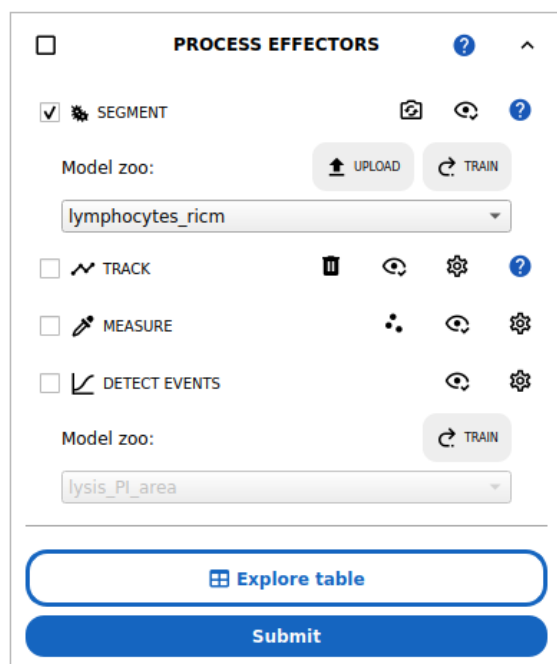 PROCESS EFFECTORS ?
SEGMENT ?
Model zoo: UPLOAD TRAIN
lymphocytes_ricm
TRACK ?
MEASURE
DETECT EVENTS
Model zoo: TRAIN
lysis_PI_area
Explore table
Submit